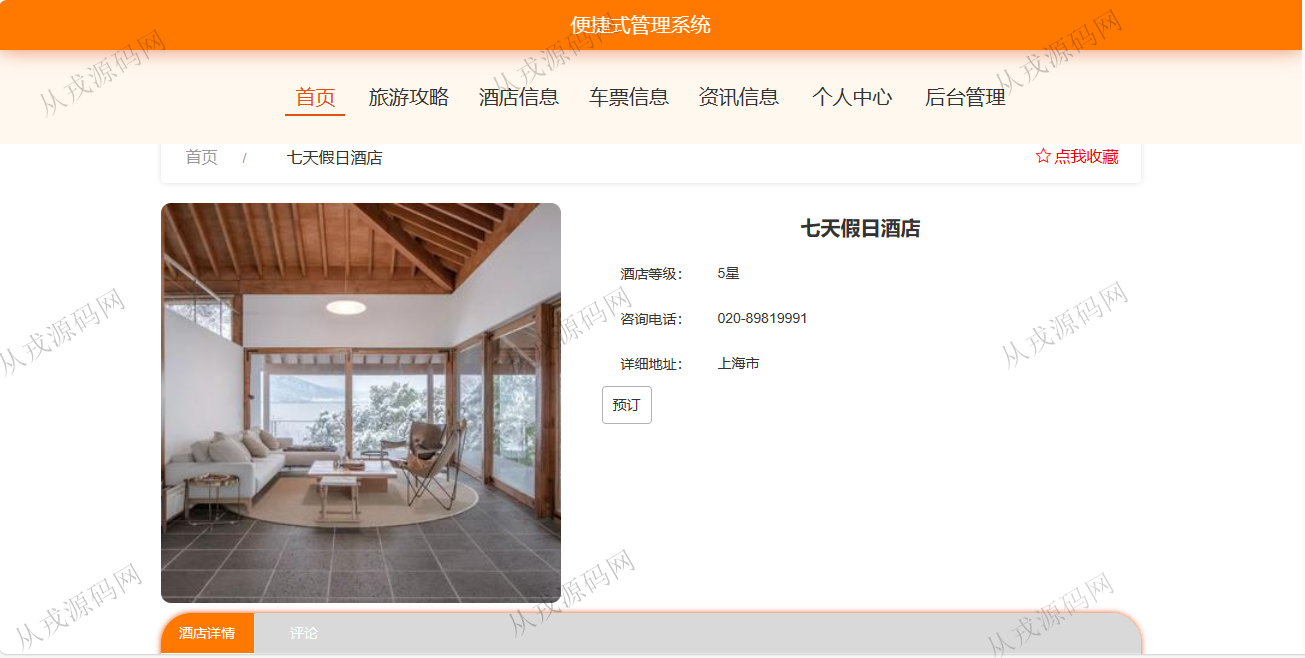 便捷式管理系统
首页 旅游攻略 酒店信息 车票信息 资讯信息 个人中心 后台管理
首页 / 七天假日酒店 ☆点我收藏
七天假日酒店
酒店等级： 5星
咨询电话： 020-89819991
详细地址： 上海市
预订
酒店详情 评论
从戎源码网
从戎源码网
从戎源码网
从戎源码网
从戎源码网
从戎源码网
从戎源码网
从戎源码网
从戎源码网